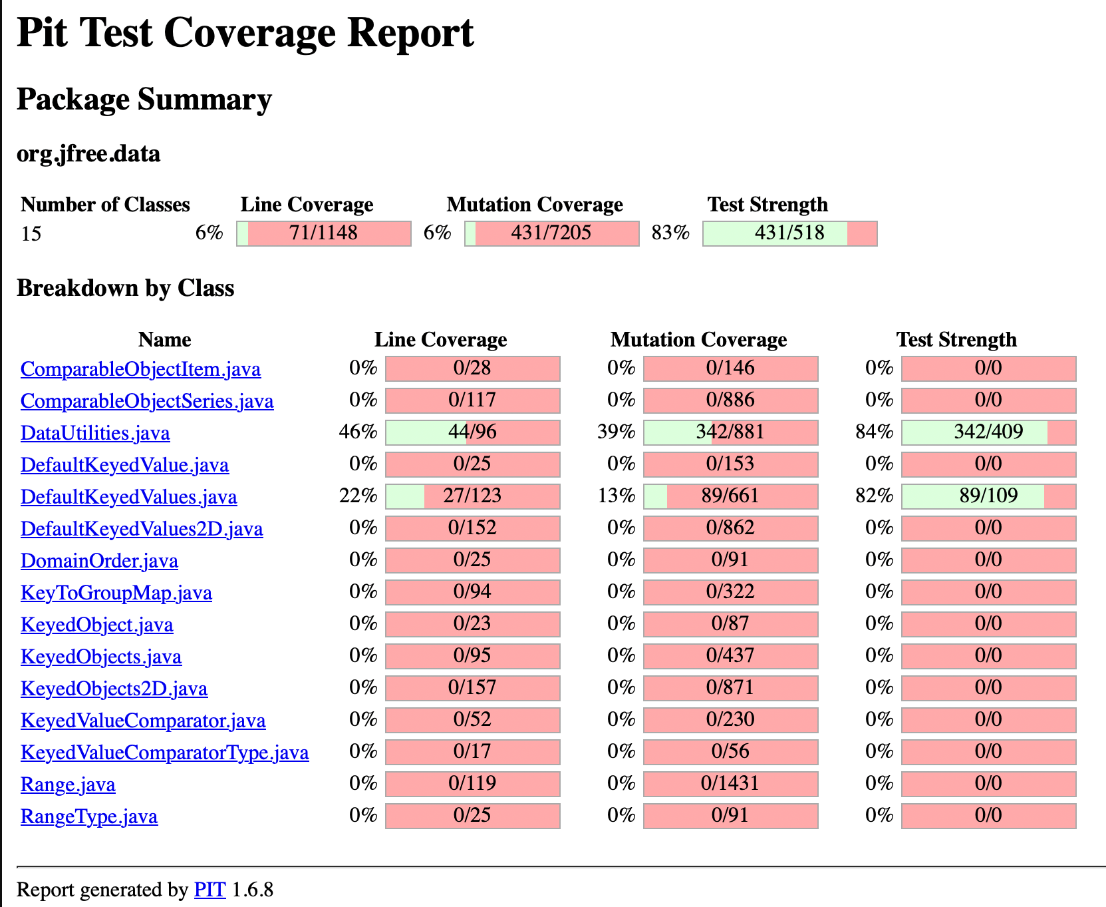 Pit Test Coverage Report
Package Summary
org.jfree.data
Number of Classes Line Coverage Mutation Coverage Test Strength
15 6% 71/1148 6% 431/7205 83% 431/518
Breakdown by Class
Name Line Coverage Mutation Coverage Test Strength
ComparableObjectItem.java 0% 0/28 0% 0/146 0% 0/0
ComparableObjectSeries.java 0% 0/117 0% 0/886 0% 0/0
DataUtilities.java 46% 44/96 39% 342/881 84% 342/409
DefaultKeyedValue.java 0% 0/25 0% 0/153 0% 0/0
DefaultKeyedValues.java 22% 27/123 13% 89/661 82% 89/109
DefaultKeyedValues2D.java 0% 0/152 0% 0/862 0% 0/0
DomainOrder.java 0% 0/25 0% 0/91 0% 0/0
KeyToGroupMap.java 0% 0/94 0% 0/322 0% 0/0
KeyedObject.java 0% 0/23 0% 0/87 0% 0/0
KeyedObjects.java 0% 0/95 0% 0/437 0% 0/0
KeyedObjects2D.java 0% 0/157 0% 0/871 0% 0/0
KeyedValueComparator.java 0% 0/52 0% 0/230 0% 0/0
KeyedValueComparatorType.java 0% 0/17 0% 0/56 0% 0/0
Range.java 0% 0/119 0% 0/1431 0% 0/0
RangeType.java 0% 0/25 0% 0/91 0% 0/0
Report generated by PIT 1.6.8